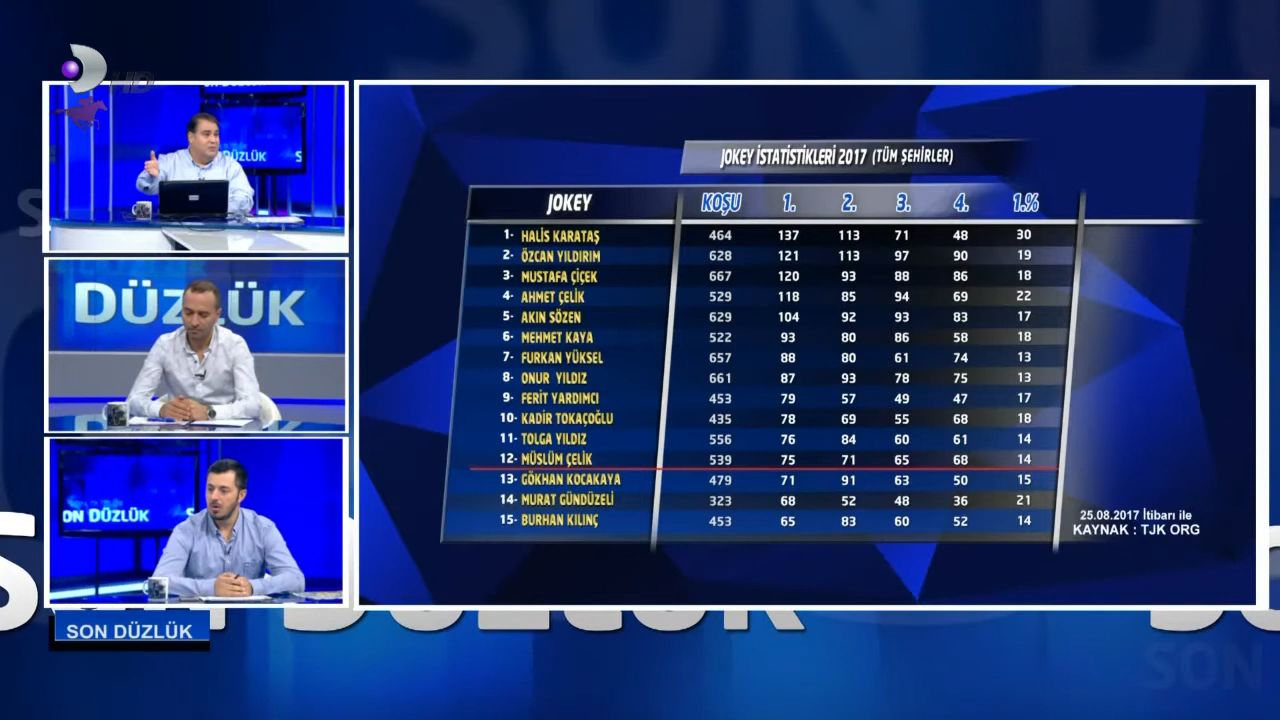 HD
DÜZLÜK
DÜZLÜK
S
DÜZLÜK
ON DÜZLÜK
SON DÜZLÜK
JOKEY İSTATİSTİKLERİ 2017 (TÜM ŞEHİRLER)
JOKEY KOŞU 1. 2. 3. 4. 1.%
1- HALİS KARATAŞ 464 137 113 71 48 30
2- ÖZCAN YILDIRIM 628 121 113 97 90 19
3- MUSTAFA ÇİÇEK 667 120 93 88 86 18
4- AHMET ÇELİK 529 118 85 94 69 22
5- AKIN SÖZEN 629 104 92 93 83 17
6- MEHMET KAYA 522 93 80 86 58 18
7- FURKAN YÜKSEL 657 88 80 61 74 13
8- ONUR YILDIZ 661 87 93 78 75 13
9- FERİT YARDIMCI 453 79 57 49 47 17
10- KADİR TOKAÇOĞLU 435 78 69 55 68 18
11- TOLGA YILDIZ 556 76 84 60 61 14
12- MÜSLÜM ÇELİK 539 75 71 65 68 14
13- GÖKHAN KOCAKAYA 479 71 91 63 50 15
14- MURAT GÜNDÜZELİ 323 68 52 48 36 21
15- BURHAN KILINÇ 453 65 83 60 52 14
25.08.2017 İtibarı ile
KAYNAK : TJK ORG
SON